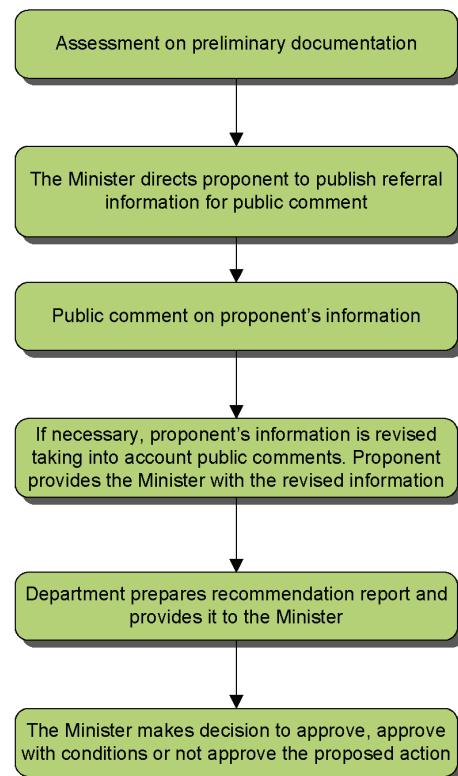 Assessment on preliminary documentation
The Minister directs proponent to publish referral
information for public comment
Public comment on proponent's information
If necessary, proponent's information is revised
taking into account public comments. Proponent
provides the Minister with the revised information
Department prepares recommendation report and
provides it to the Minister
The Minister makes decision to approve, approve
with conditions or not approve the proposed action